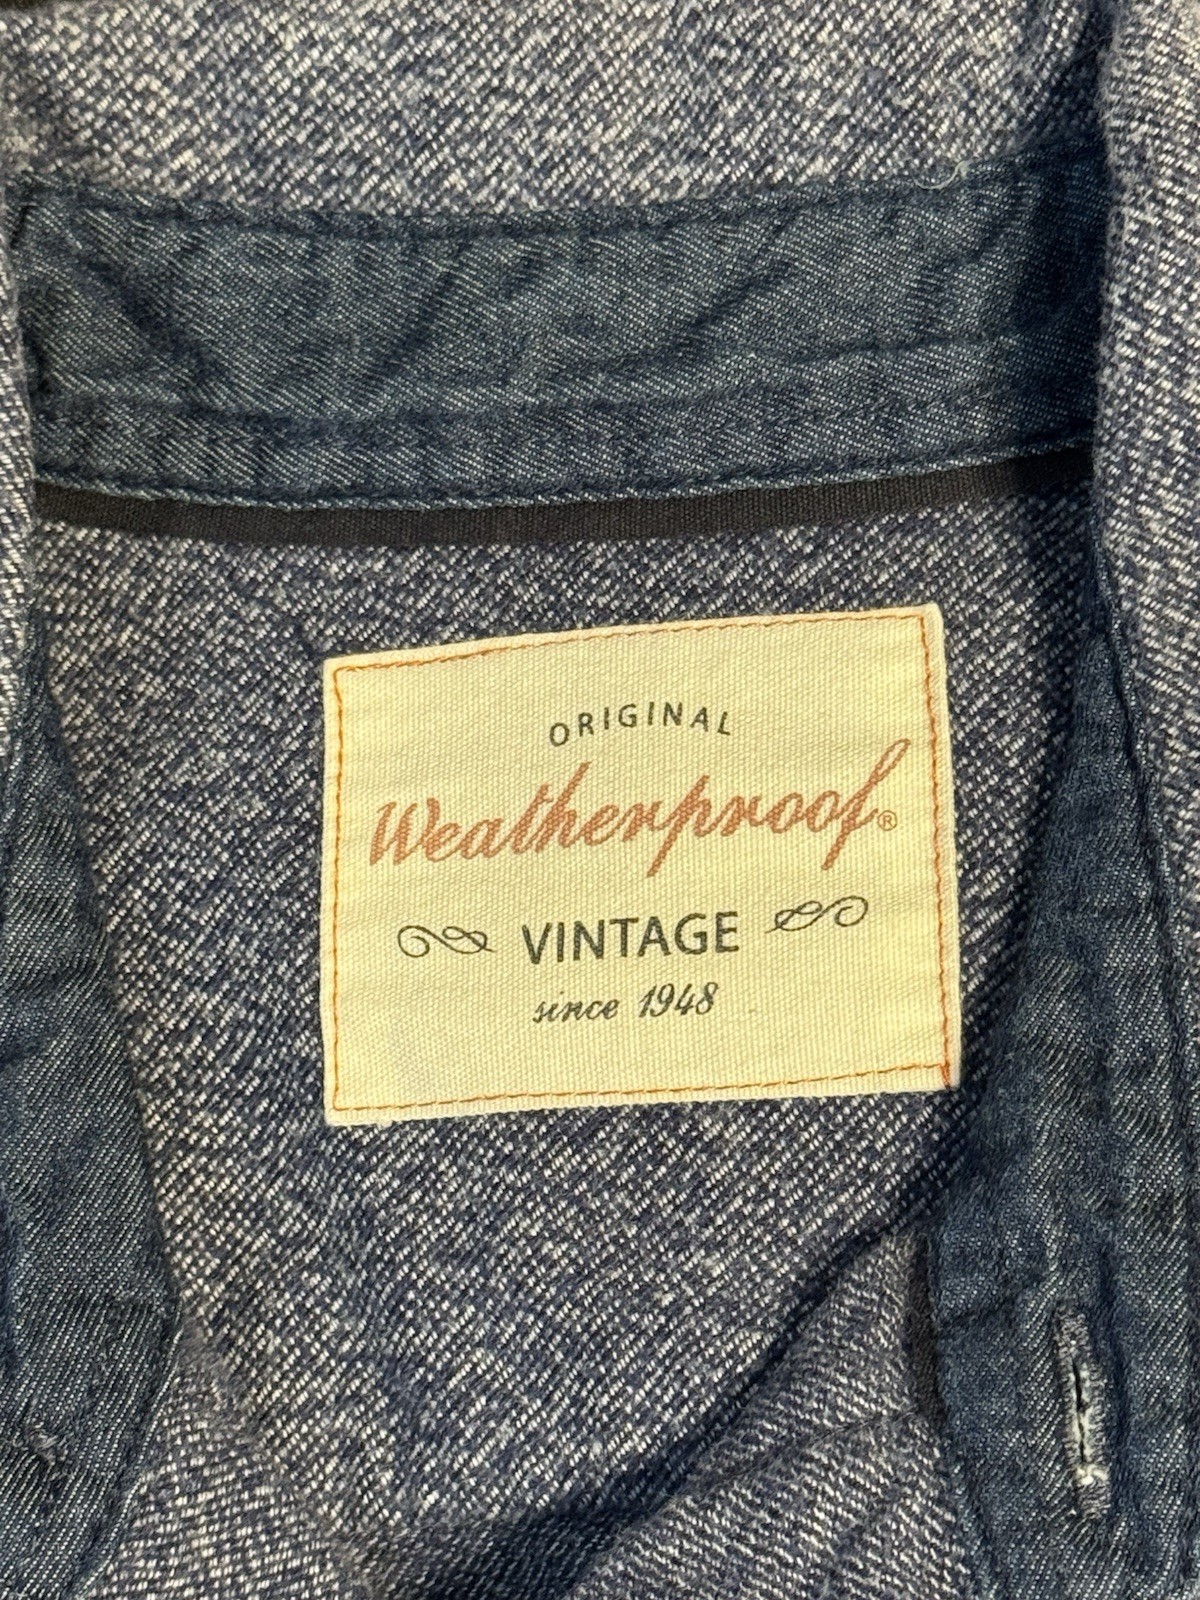 ORIGINAL
Weatherproof®
VINTAGE
since 1948